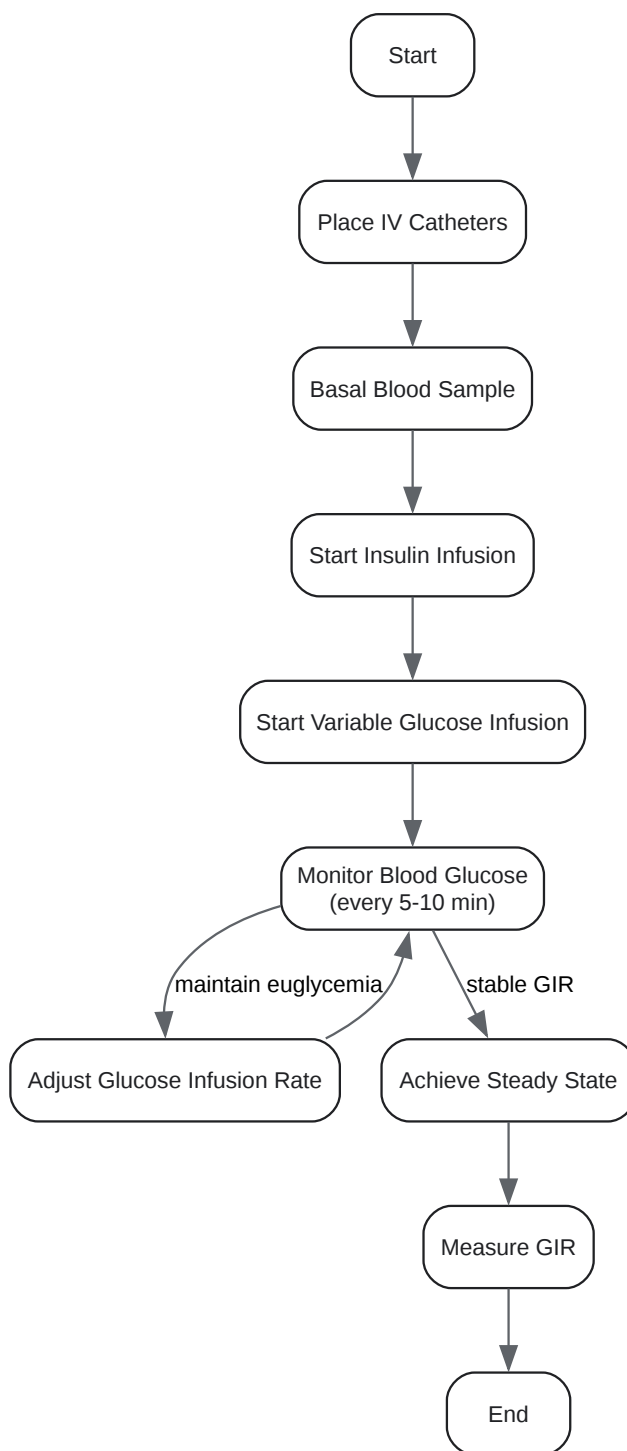 Start
Place IV Catheters
Basal Blood Sample
Start Insulin Infusion
Start Variable Glucose Infusion
Monitor Blood Glucose
(every 5-10 min)
maintain euglycemia
stable GIR
Adjust Glucose Infusion Rate
Achieve Steady State
Measure GIR
End